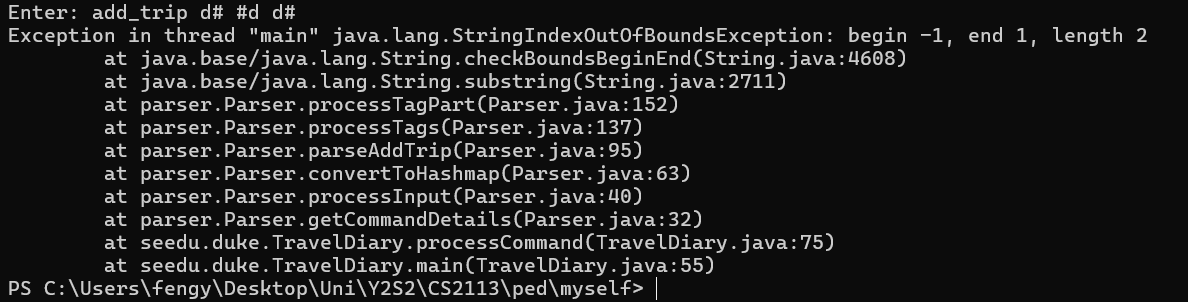 Enter: add_trip d# #d d#
Exception in thread "main" java.lang.StringIndexOutOfBoundsException: begin -1, end 1, length 2
        at java.base/java.lang.String.checkBoundsBeginEnd(String.java:4608)
        at java.base/java.lang.String.substring(String.java:2711)
        at parser.Parser.processTagPart(Parser.java:152)
        at parser.Parser.processTags(Parser.java:137)
        at parser.Parser.parseAddTrip(Parser.java:95)
        at parser.Parser.convertToHashmap(Parser.java:63)
        at parser.Parser.processInput(Parser.java:40)
        at parser.Parser.getCommandDetails(Parser.java:32)
        at seedu.duke.TravelDiary.processCommand(TravelDiary.java:75)
        at seedu.duke.TravelDiary.main(TravelDiary.java:55)
PS C:\Users\fengy\Desktop\Uni\Y2S2\CS2113\ped\myself>